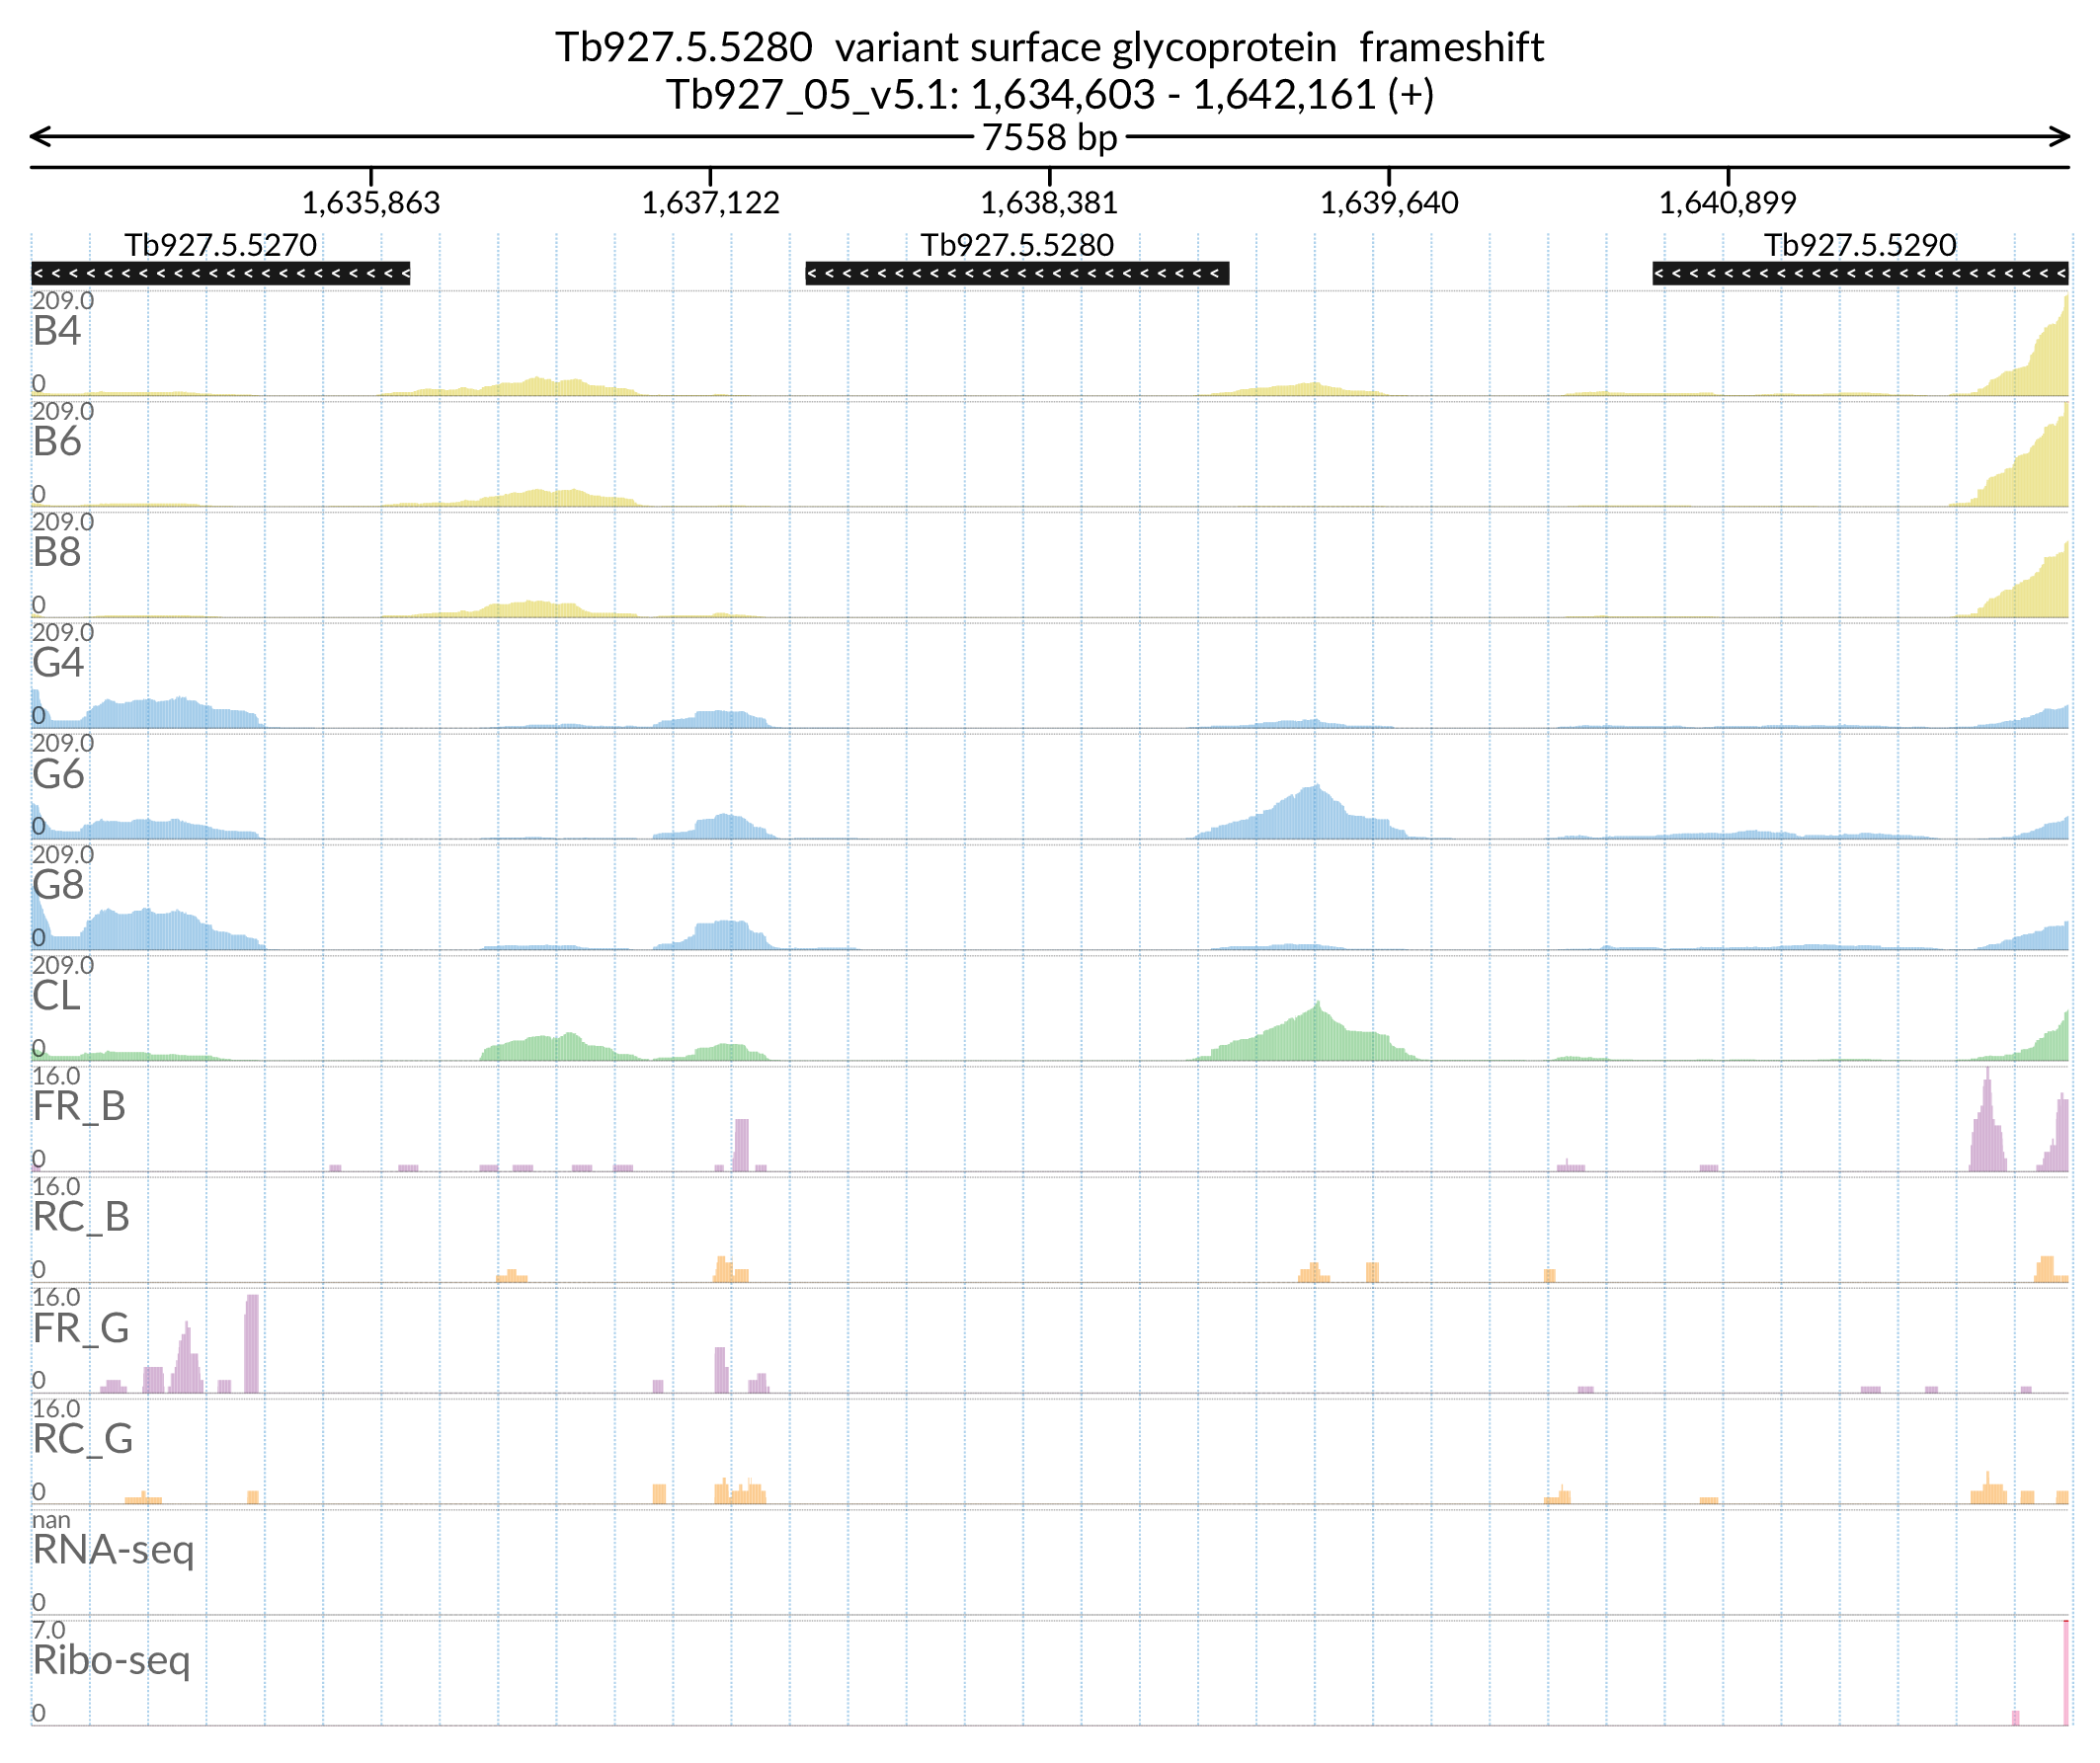 Tb927.5.5280 variant surface glycoprotein frameshift
Tb927_05_v5.1: 1,634,603 - 1,642,161 (+)
7558 bp
1,635,863 1,637,122 1,638,381 1,639,640 1,640,899
Tb927.5.5270 Tb927.5.5280 Tb927.5.5290
209.0
B4
0
209.0
B6
0
209.0
B8
0
209.0
G4
0
209.0
G6
0
209.0
G8
0
209.0
CL
0
16.0
FR_B
0
16.0
RC_B
0
16.0
FR_G
0
16.0
RC_G
0
nan
RNA-seq
0
7.0
Ribo-seq
0